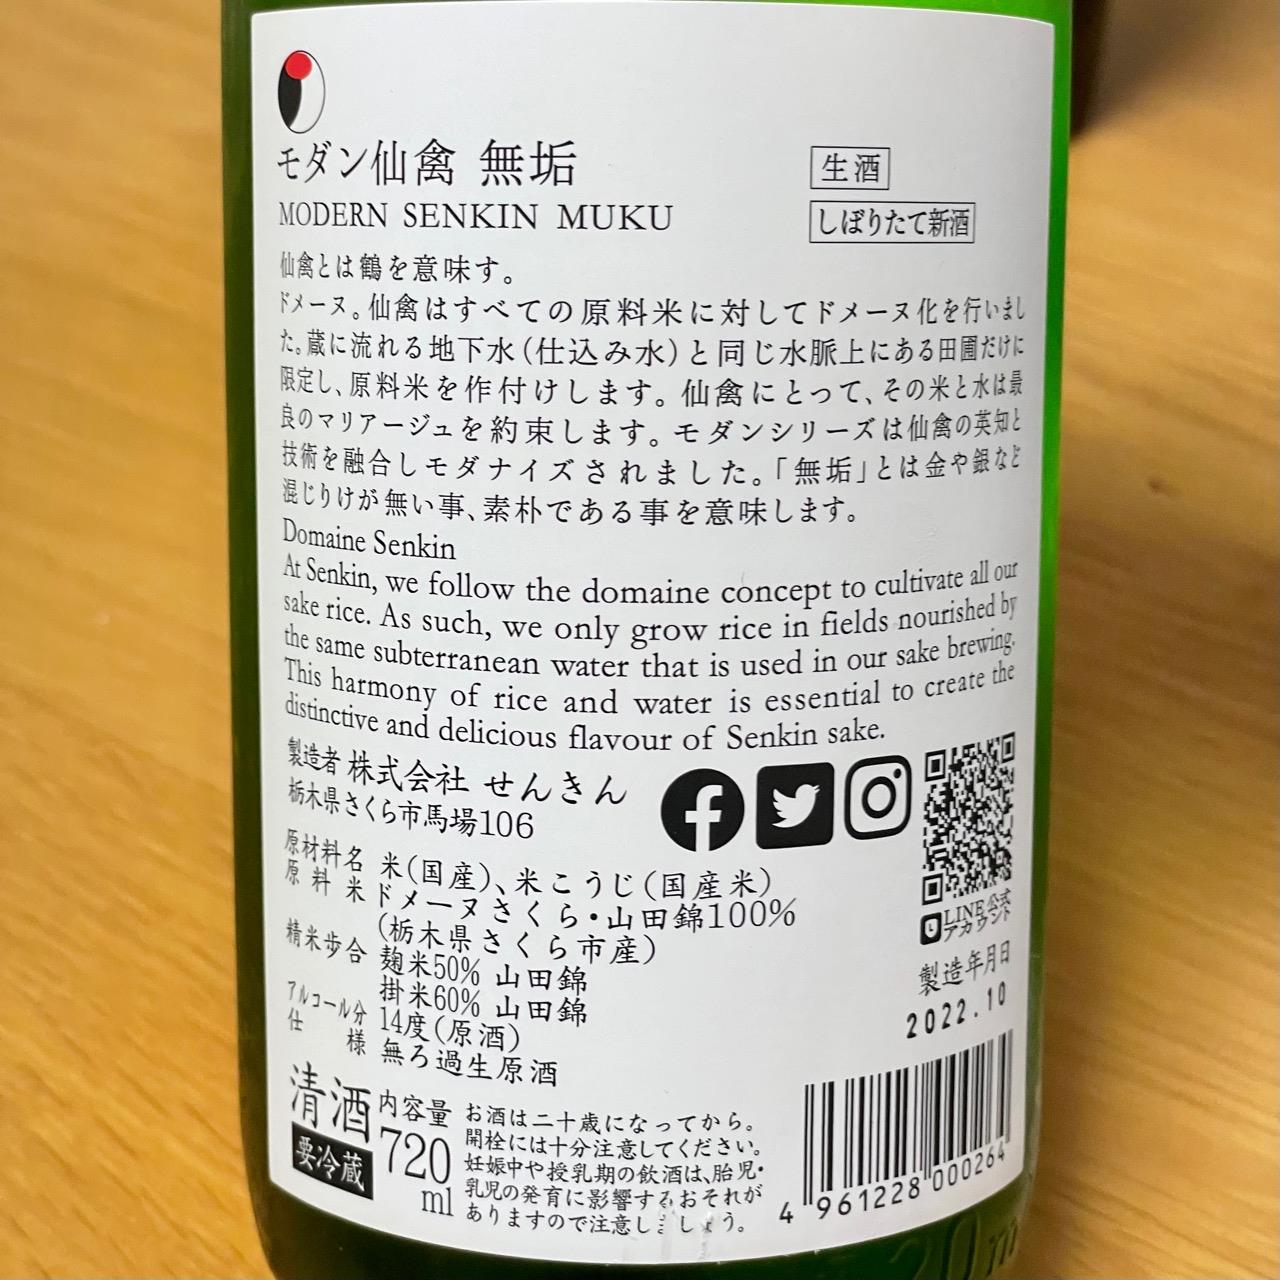 モダン仙禽 無垢
MODERN SENKIN MUKU
生酒
しぼりたて新酒
仙禽とは鶴を意味す。
ドメーヌ。仙禽はすべての原料米に対してドメーヌ化を行いまし
た。蔵に流れる地下水(仕込み水)と同じ水脈上にある田圃だけに
限定し、原料米を作付けします。仙禽にとって、その米と水は最
良のマリアージュを約束します。モダンシリーズは仙禽の英知と
技術を融合しモダナイズされました。「無垢」とは金や銀など
混じりけが無い事、素朴である事を意味します。
Domaine Senkin
At Senkin, we follow the domaine concept to cultivate all our
sake rice. As such, we only grow rice in fields nourished by
the same subterranean water that is used in our sake brewing.
This harmony of rice and water is essential to create the
distinctive and delicious flavour of Senkin sake.
製造者 株式会社 せんきん
栃木県さくら市馬場106
LINE公式
アカウント
原材料名 米(国産)、米こうじ(国産米)
原料米 ドメーヌさくら・山田錦100%
(栃木県さくら市産)
精米歩合 麹米50% 山田錦
掛米60% 山田錦
アルコール分 14度(原酒)
仕様 無ろ過生原酒
製造年月日
2022.10
清酒
要冷蔵
内容量
720
ml
お酒は二十歳になってから。
開栓には十分注意してください。
妊娠中や授乳期の飲酒は、胎児・
乳児の発育に影響するおそれが
ありますので注意しましょう。
4 961228 000264